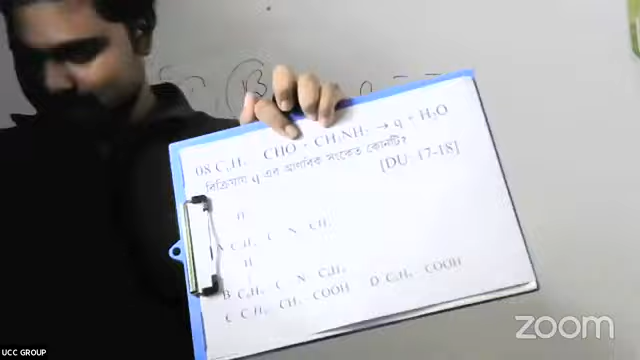 08 C₆H₅ CHO + CH₃NH₂ → q + H₂O
বিক্রিয়ায় q এর আণবিক সংকেত কোনটি?
[DU: 17-18]
H
A C₆H₅ C N CH₃
H
B C₆H₅ C N C₆H₅
C C₆H₅ CH₂ COOH D C₆H₅ COOH
zoom
UCC GROUP